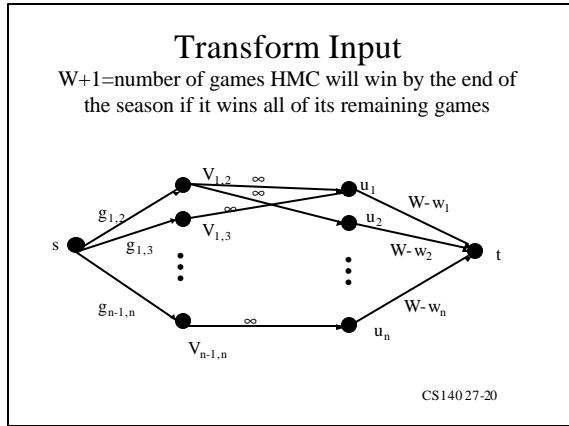 Transform Input
W+1=number of games HMC will win by the end of
the season if it wins all of its remaining games
V1,2
∞
∞
u1
g1,2
∞
W-w1
V1,3
u2
s
g1,3
W-w2
t
gn-1,n
W-wn
∞
un
Vn-1,n
CS140 27-20